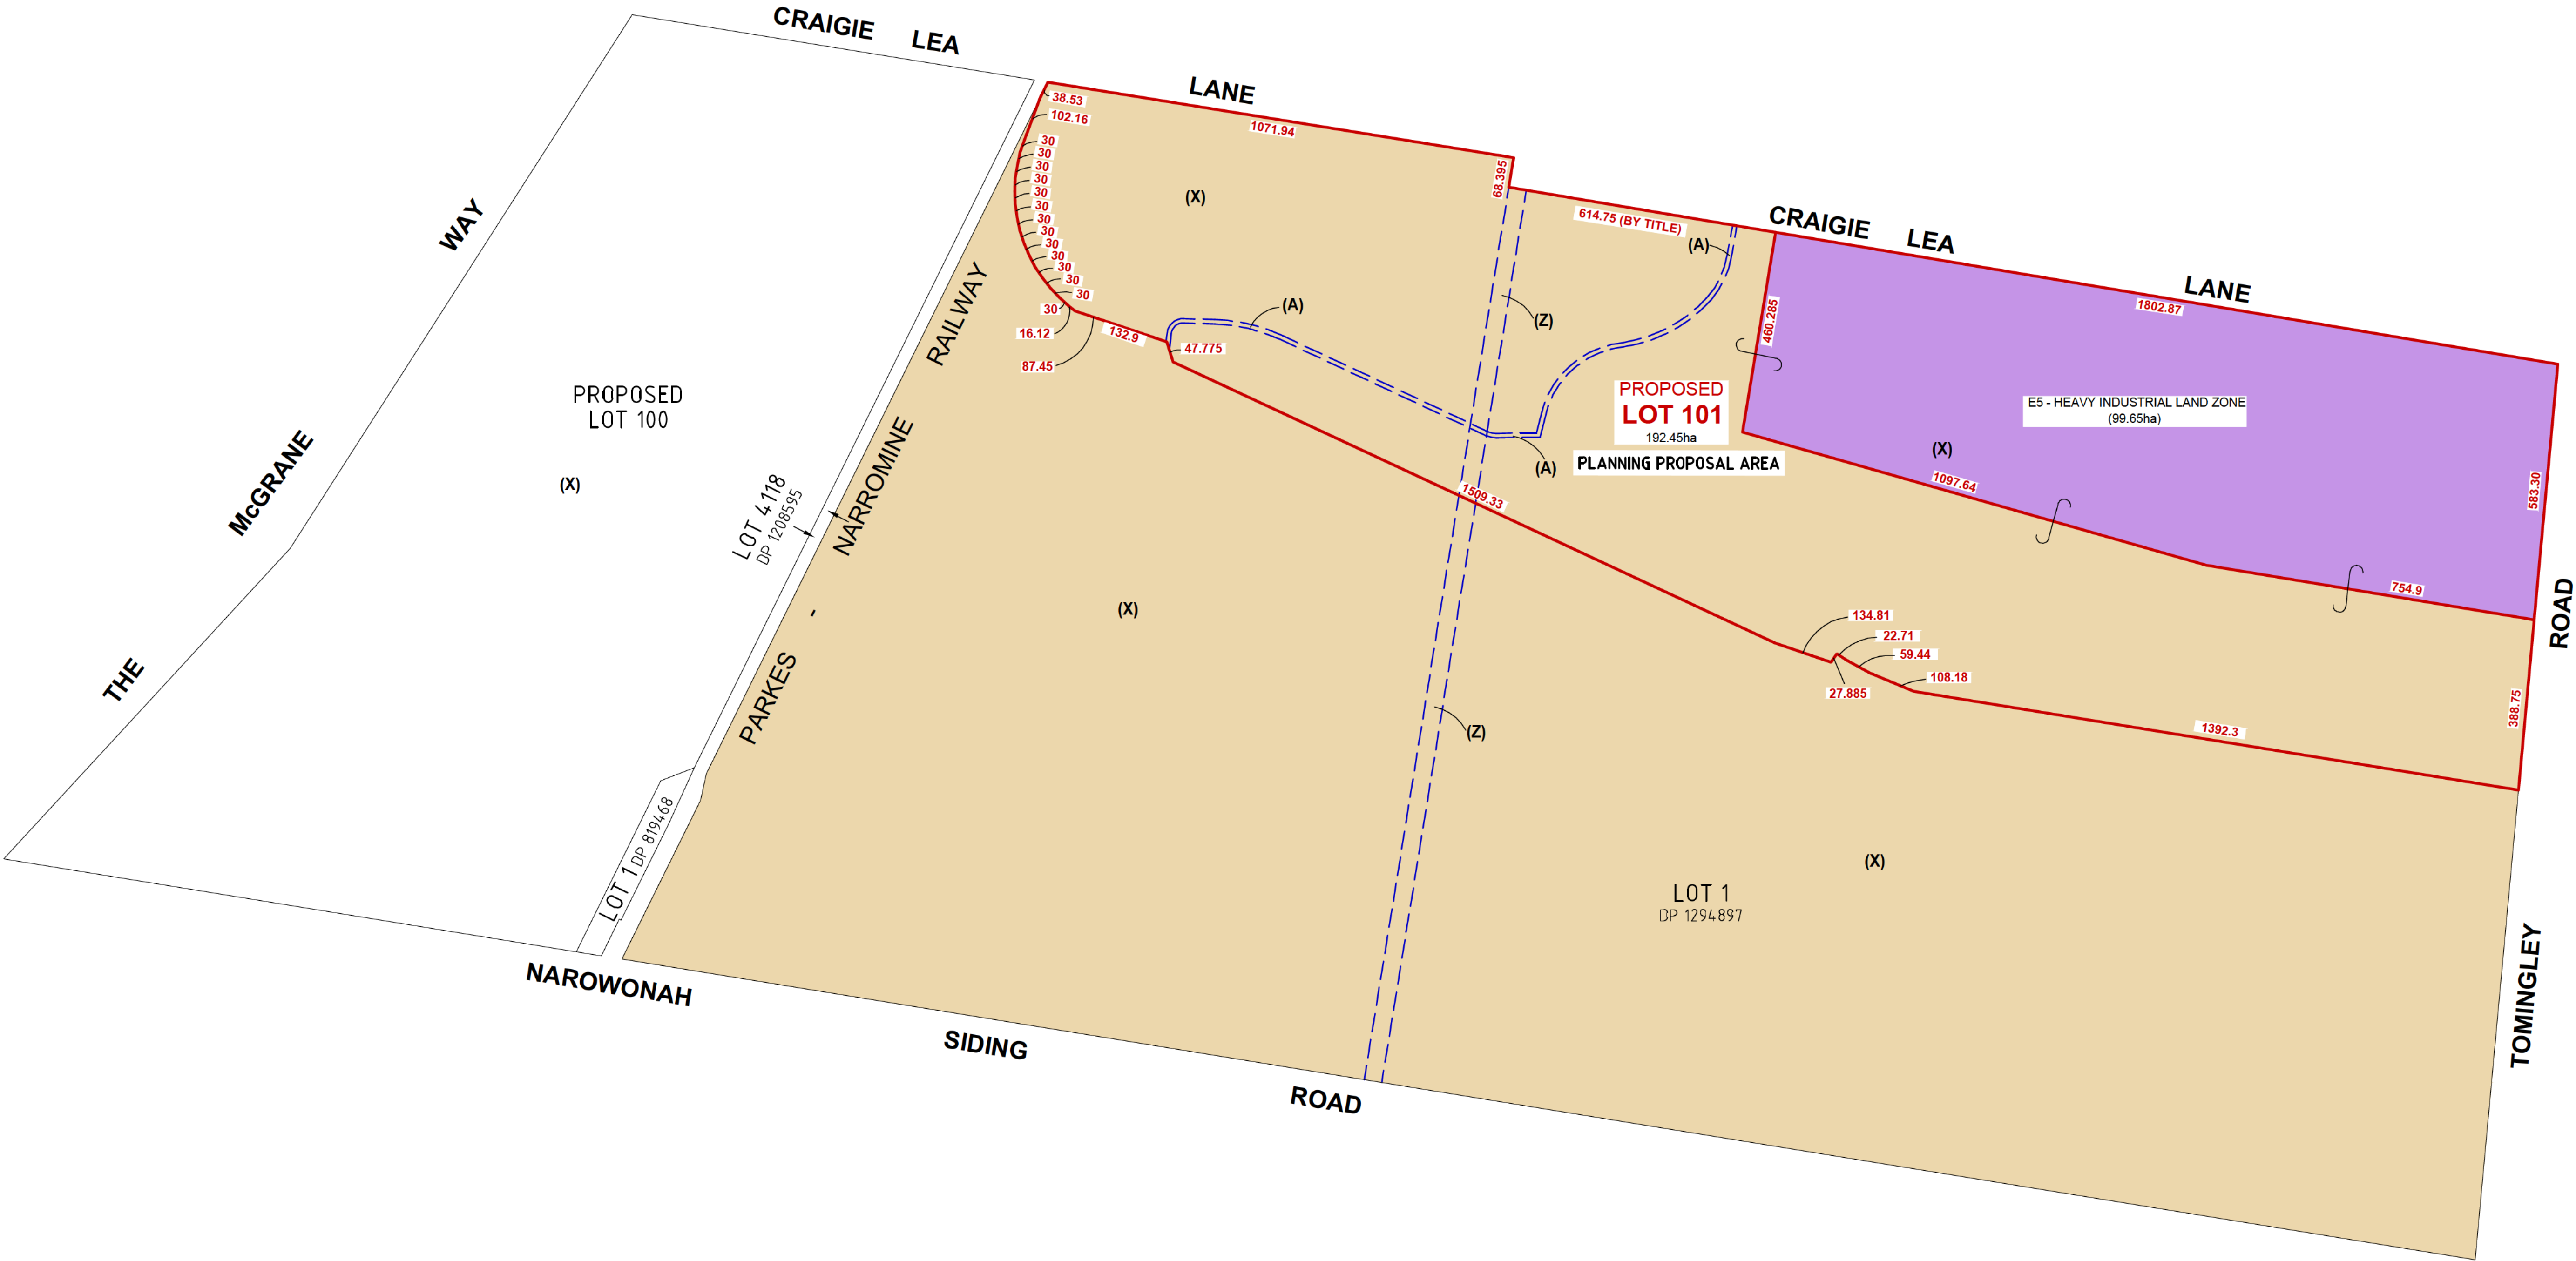 CRAIGIE LEA
LANE
38.53
102.16
1071.94
30
30
30
30
30
30
30
30
30
30
30
30
30
30
16.12
87.45
132.9
47.775
68.395
614.75 (BY TITLE)
(X)
(A)
(A)
(A)
(Z)
CRAIGIE LEA
LANE
1802.87
460.285
E5 - HEAVY INDUSTRIAL LAND ZONE
(99.65ha)
(X)
1097.64
754.9
583.30
PROPOSED
LOT 101
192.45ha
PLANNING PROPOSAL AREA
1509.33
134.81
22.71
59.44
108.18
27.885
1392.3
388.75
THE McGRANE WAY
PROPOSED
LOT 100
(X)
LOT 4118
DP 1208595
PARKES - NARROMINE RAILWAY
LOT 1 DP 819468
(X)
(Z)
(X)
LOT 1
DP 1294897
NAROWONAH SIDING ROAD
TOMINGLEY ROAD